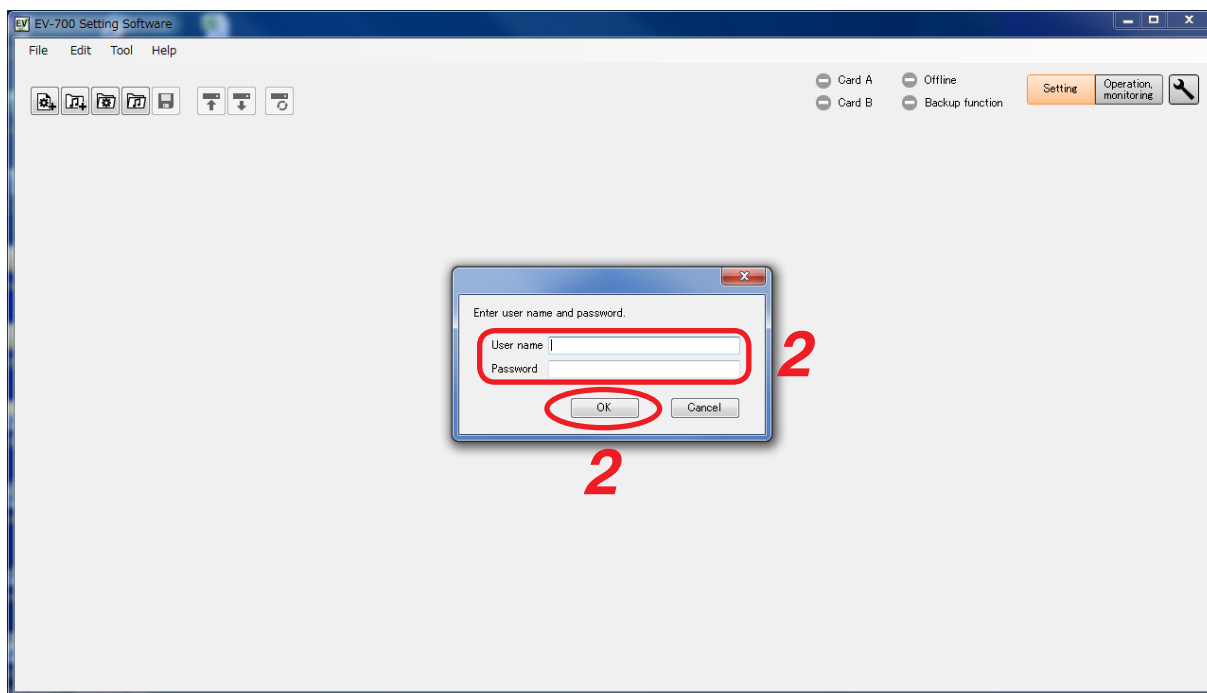 EV EV-700 Setting Software
File Edit Tool Help
Card A Offline
Card B Backup function
Setting
Operation,
monitoring
Enter user name and password.
User name
2
Password
OK Cancel
2